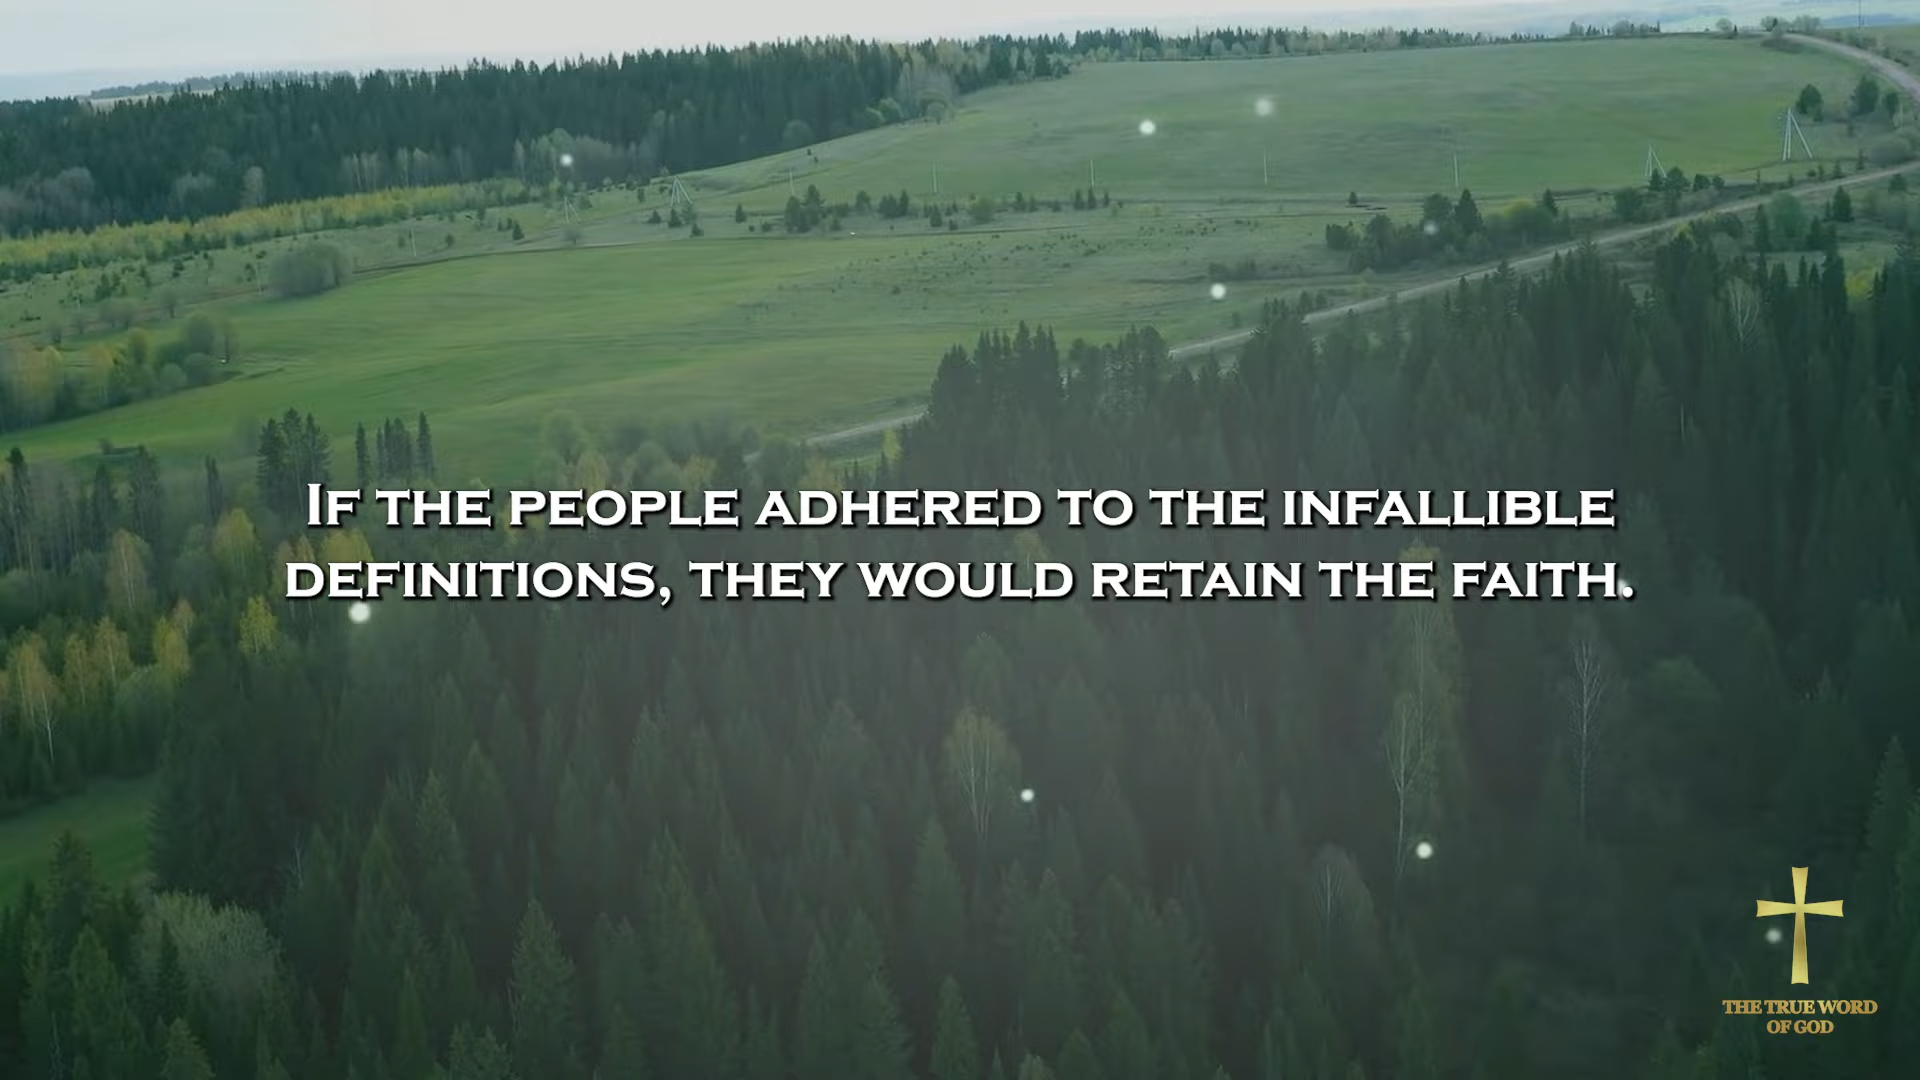 If the people adhered to the infallible
definitions, they would retain the faith.
THE TRUE WORD
OF GOD